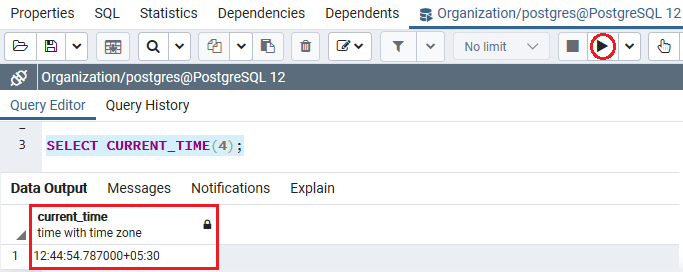 Properties SQL Statistics Dependencies Dependents Organization/postgres@PostgreSQL 12
No limit
Organization/postgres@PostgreSQL 12
Query Editor Query History
3 SELECT CURRENT_TIME(4);
Data Output Messages Notifications Explain
current_time
time with time zone
1 12:44:54.787000+05:30